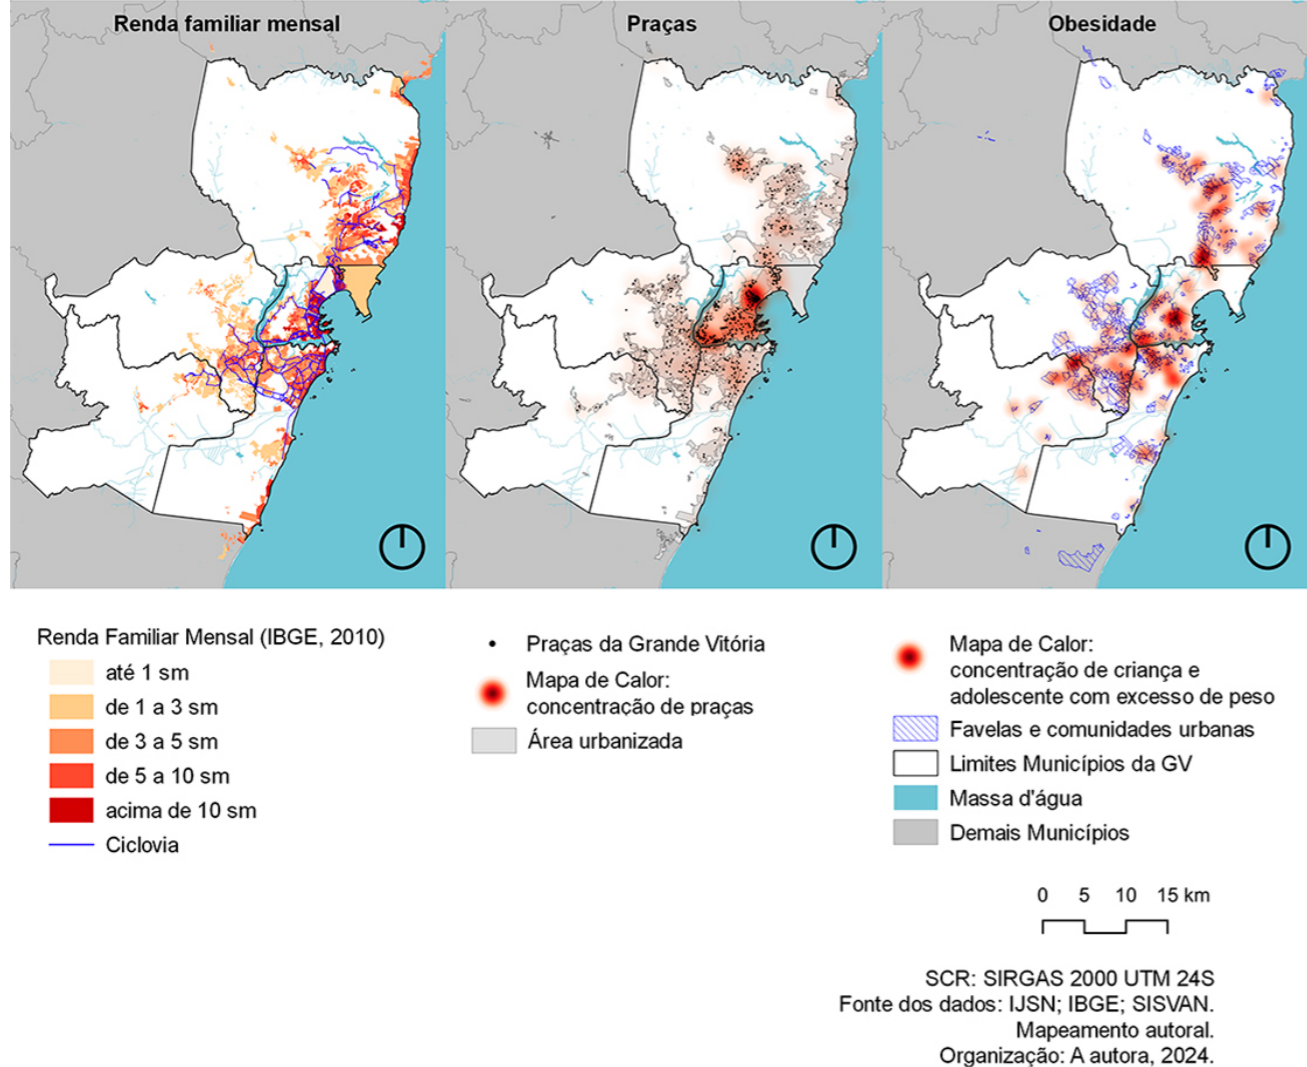 Renda familiar mensal
Praças
Obesidade
Renda Familiar Mensal (IBGE, 2010)
até 1 sm
de 1 a 3 sm
de 3 a 5 sm
de 5 a 10 sm
acima de 10 sm
Ciclovia
Praças da Grande Vitória
Mapa de Calor:
concentração de praças
Área urbanizada
Mapa de Calor:
concentração de criança e
adolescente com excesso de peso
Favelas e comunidades urbanas
Limites Municípios da GV
Massa d'água
Demais Municípios
0 5 10 15 km
SCR: SIRGAS 2000 UTM 24S
Fonte dos dados: IJSN; IBGE; SISVAN.
Mapeamento autoral.
Organização: A autora, 2024.